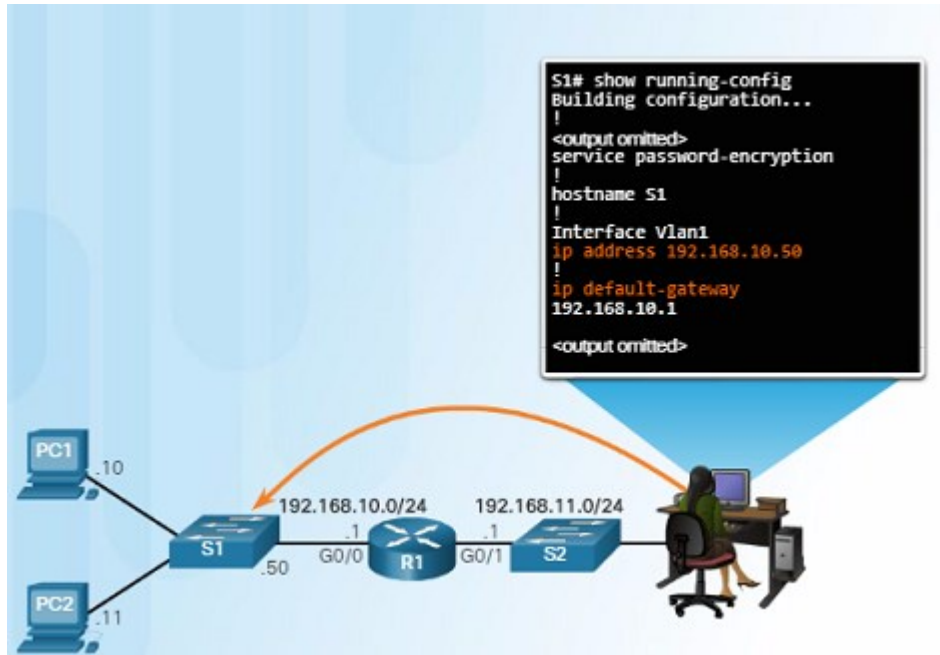 S1# show running-config
Building configuration...
!
<output omitted>
service password-encryption
!
hostname S1
!
Interface Vlan1
ip address 192.168.10.50
!
ip default-gateway
192.168.10.1
<output omitted>
PC1
.10
192.168.10.0/24
192.168.11.0/24
.1
.1
S1
G0/0
R1
G0/1
S2
.50
PC2
.11